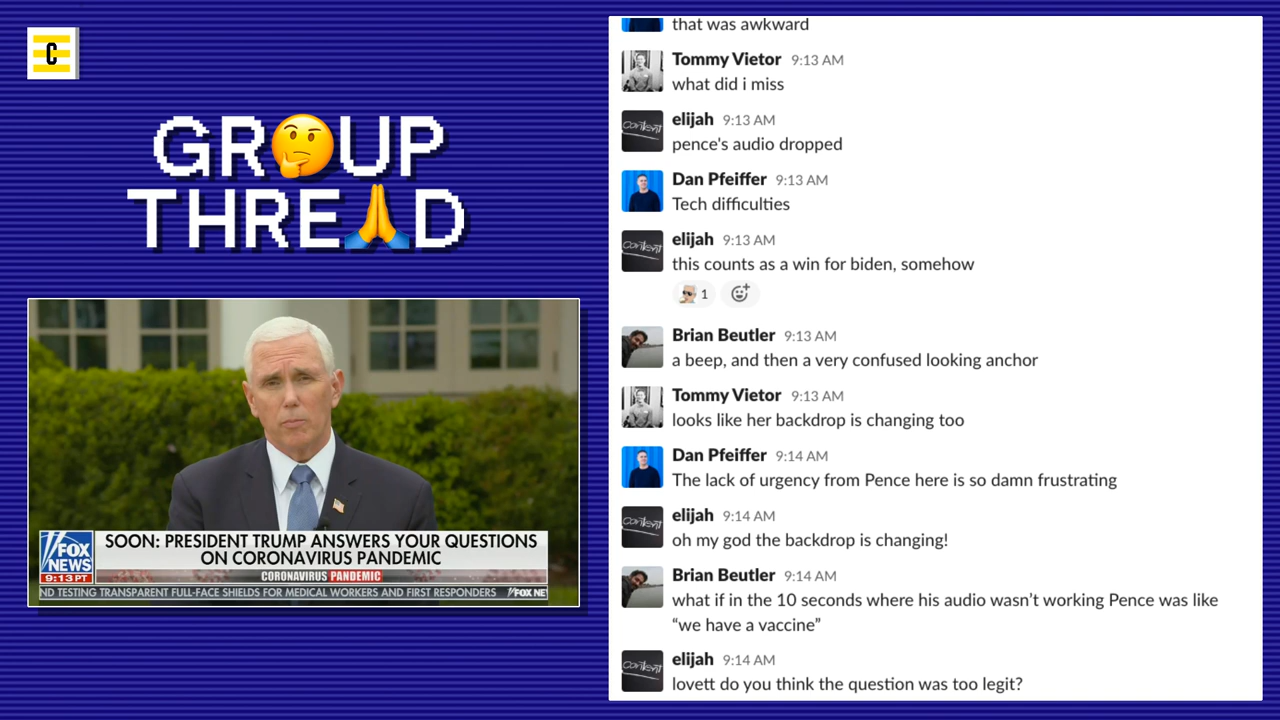 C
GR🤔UP
THRE🙏D
SOON: PRESIDENT TRUMP ANSWERS YOUR QUESTIONS
ON CORONAVIRUS PANDEMIC
FOX
NEWS
9:13 PT
CORONAVIRUS PANDEMIC
ND TESTING TRANSPARENT FULL-FACE SHIELDS FOR MEDICAL WORKERS AND FIRST RESPONDERS
FOX NE
that was awkward
Tommy Vietor 9:13 AM
what did i miss
elijah 9:13 AM
pence's audio dropped
Dan Pfeiffer 9:13 AM
Tech difficulties
elijah 9:13 AM
this counts as a win for biden, somehow
1
Brian Beutler 9:13 AM
a beep, and then a very confused looking anchor
Tommy Vietor 9:13 AM
looks like her backdrop is changing too
Dan Pfeiffer 9:14 AM
The lack of urgency from Pence here is so damn frustrating
elijah 9:14 AM
oh my god the backdrop is changing!
Brian Beutler 9:14 AM
what if in the 10 seconds where his audio wasn't working Pence was like
“we have a vaccine”
elijah 9:14 AM
lovett do you think the question was too legit?